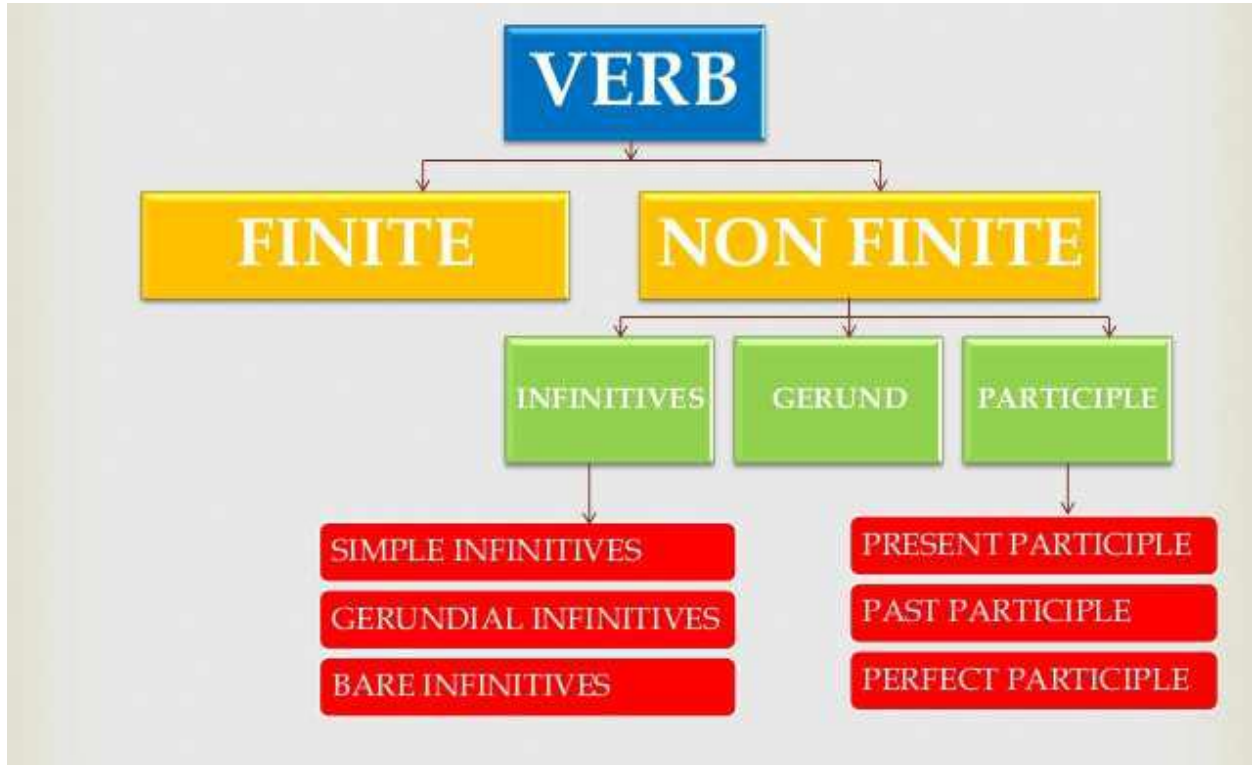 VERB
FINITE
NON FINITE
INFINITIVES
GERUND
PARTICIPLE
SIMPLE INFINITIVES
GERUNDIAL INFINITIVES
BARE INFINITIVES
PRESENT PARTICIPLE
PAST PARTICIPLE
PERFECT PARTICIPLE